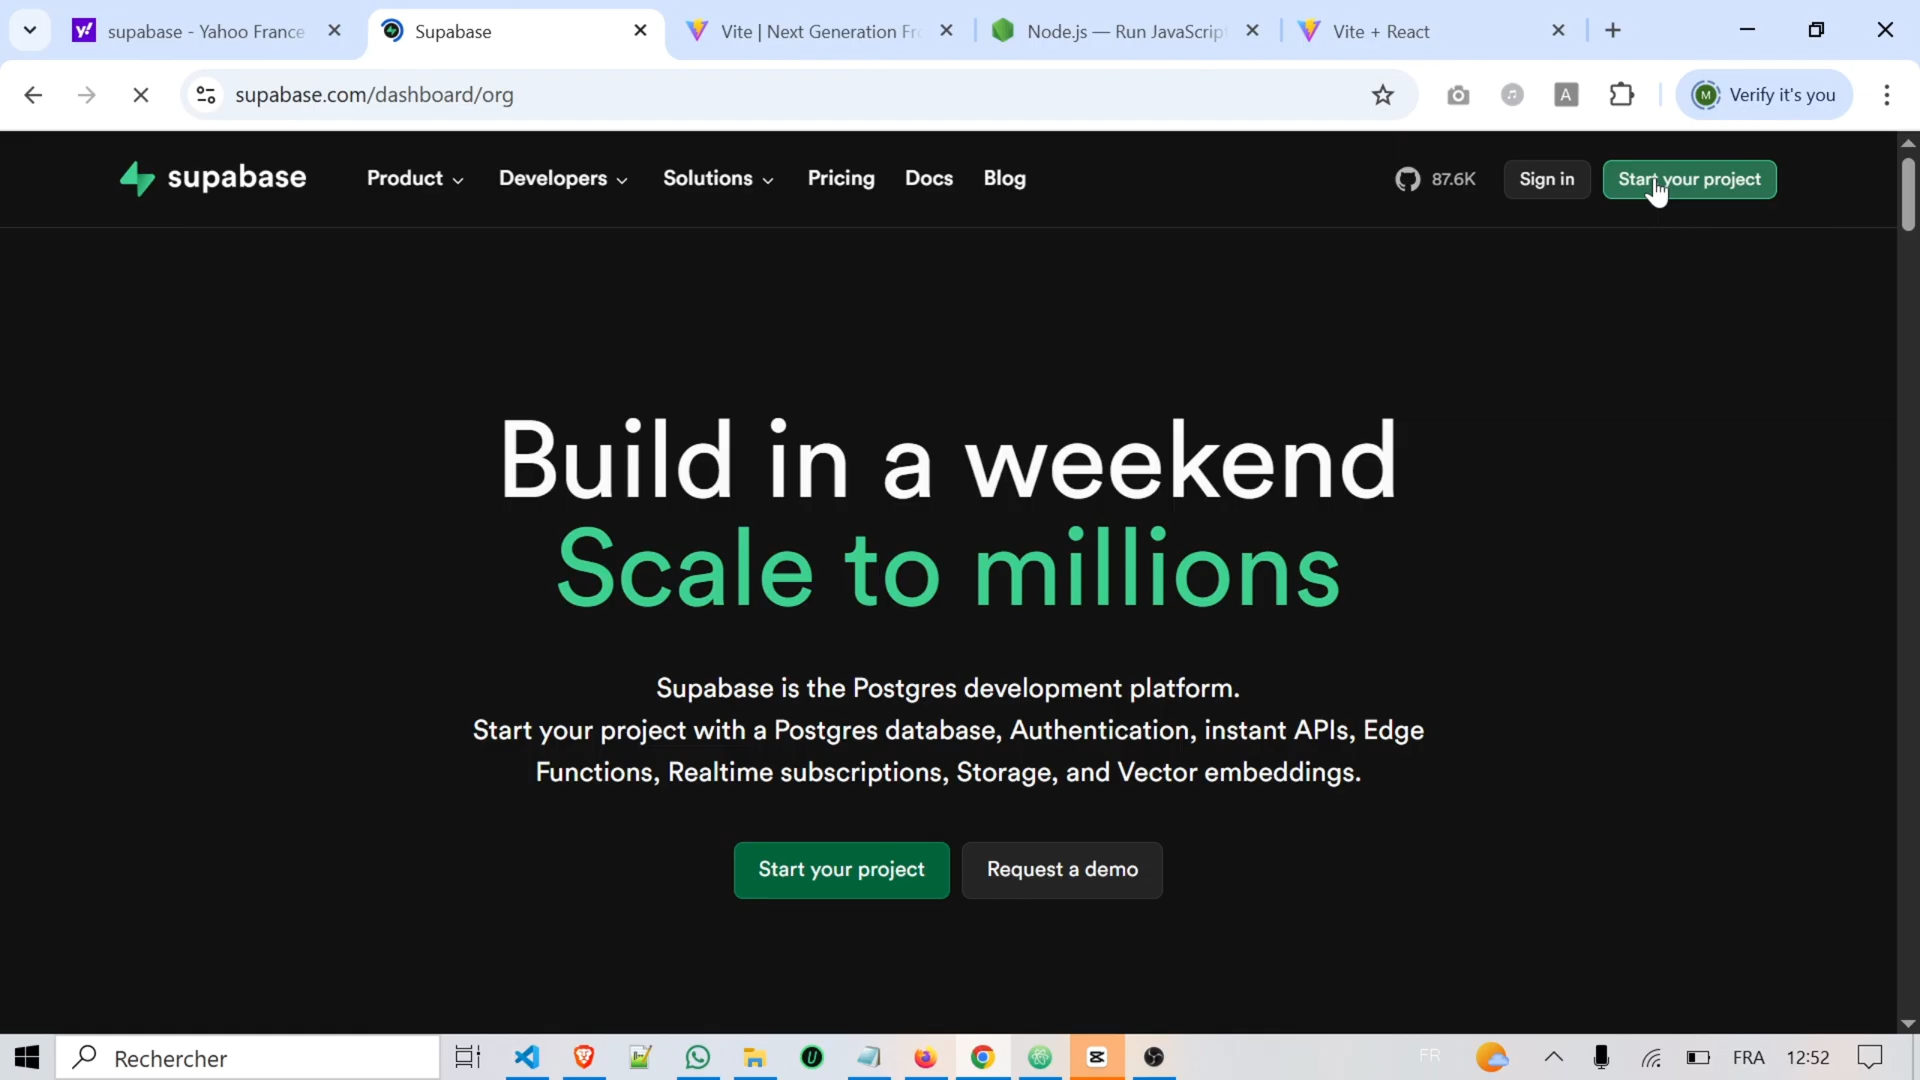 supabase - Yahoo France
Supabase
Vite | Next Generation Fr
Node.js — Run JavaScript
Vite + React
supabase.com/dashboard/org
A
M
Verify it's you
supabase
Product
Developers
Solutions
Pricing
Docs
Blog
87.6K
Sign in
Start your project
Build in a weekend
Scale to millions
Supabase is the Postgres development platform.
Start your project with a Postgres database, Authentication, instant APIs, Edge
Functions, Realtime subscriptions, Storage, and Vector embeddings.
Start your project
Request a demo
Rechercher
FR
FRA
12:52